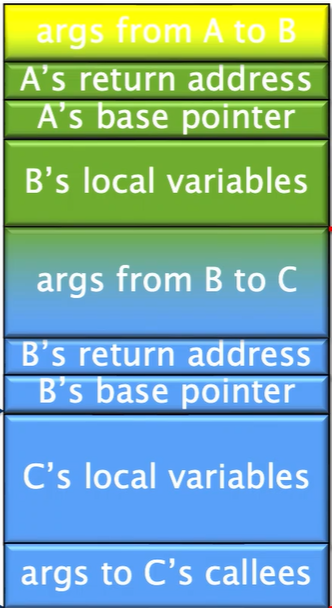 args from A to B
A's return address
A's base pointer
B's local variables
args from B to C
B's return address
B's base pointer
C's local variables
args to C's callees